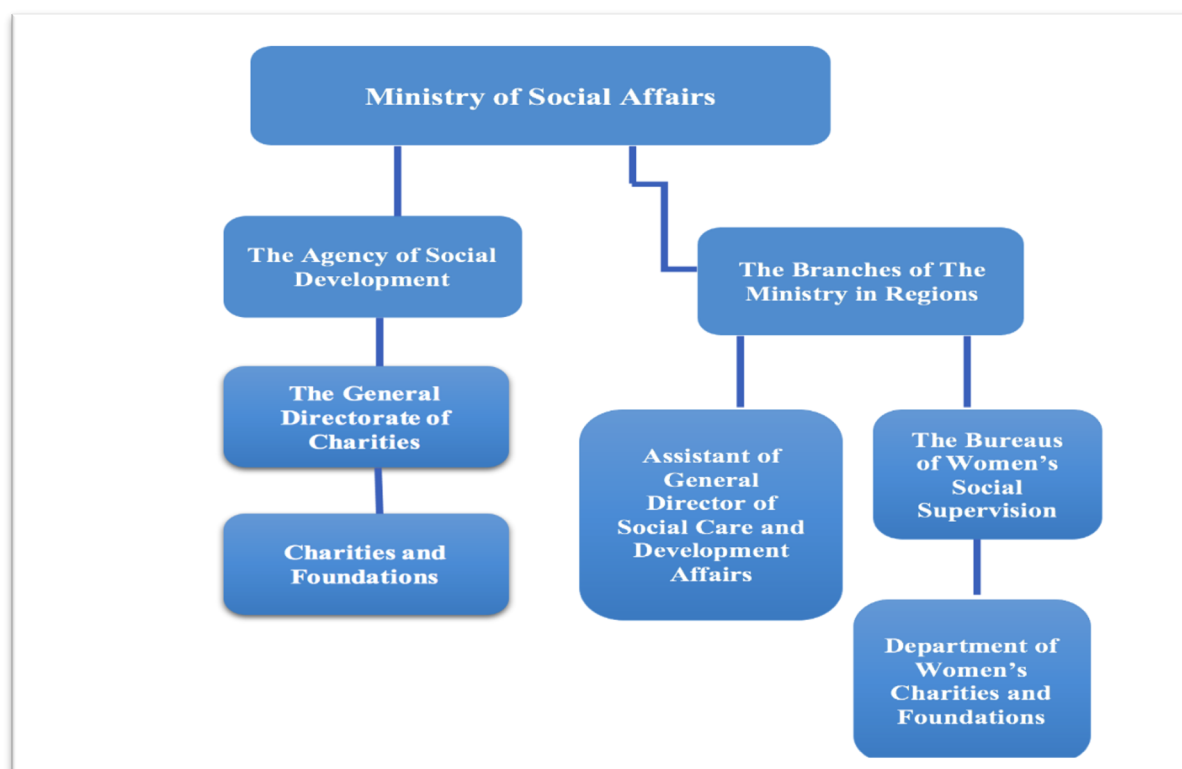 Ministry of Social Affairs
The Agency of Social
Development
The Branches of The
Ministry in Regions
The General
Directorate of
Charities
Assistant of
General
Director of
Social Care and
Development
Affairs
The Bureaus
of Women’s
Social
Supervision
Charities and
Foundations
Department of
Women’s
Charities and
Foundations